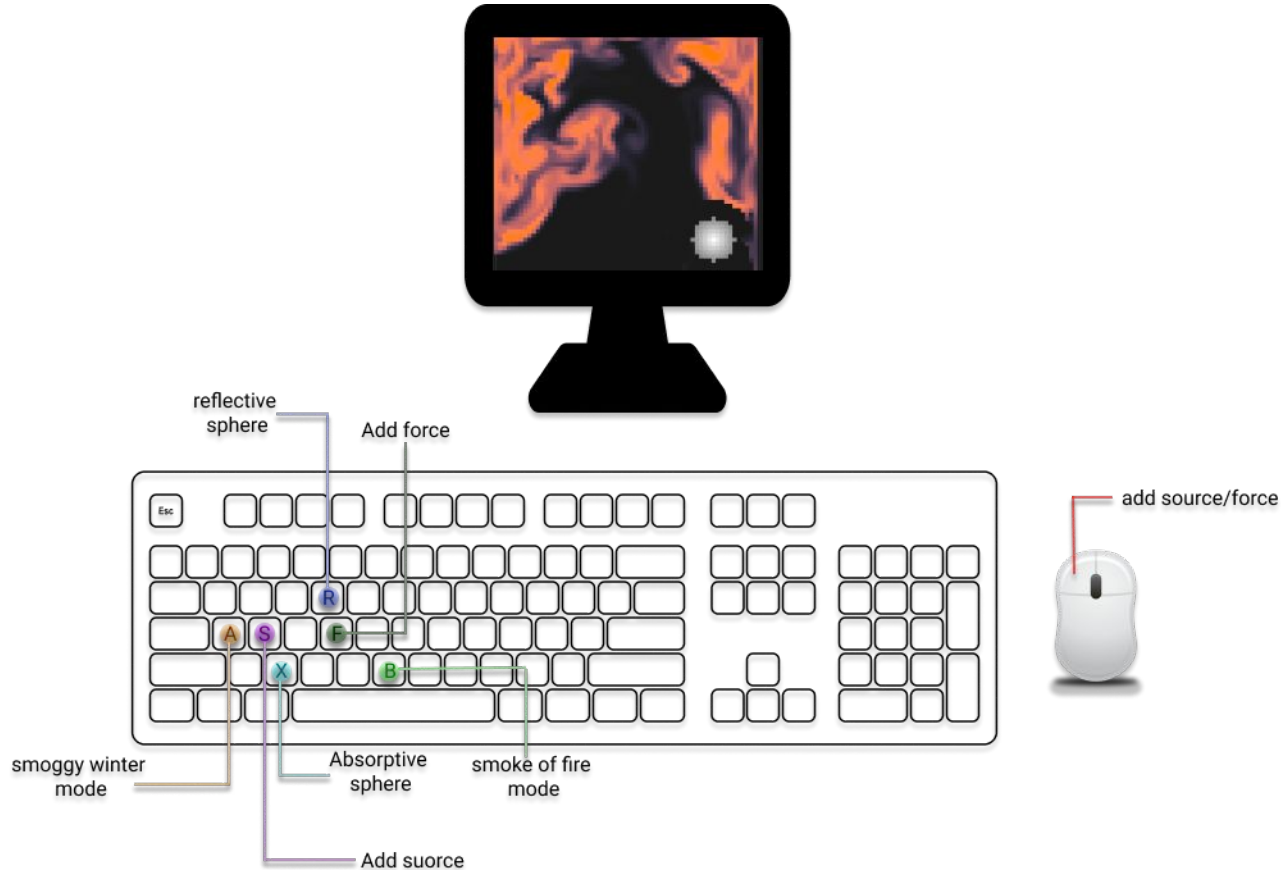 reflective
sphere
Add force
Esc
add source/force
R
A
S
F
X
B
smoggy winter
mode
Absorptive
sphere
smoke of fire
mode
Add suorce